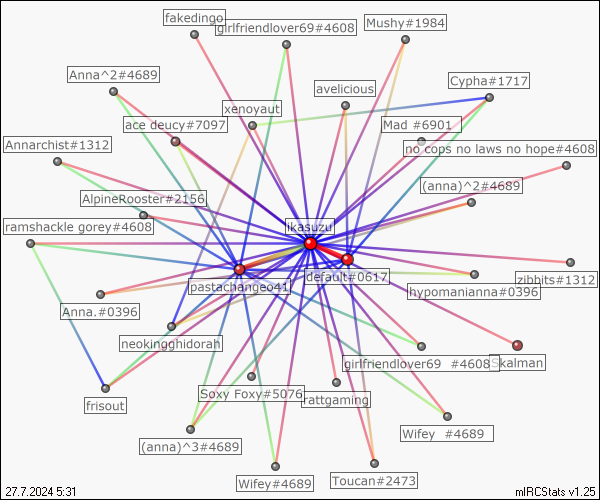 fakedingo
girlfriendlover69#4608
Mushy#1984
Anna^2#4689
Cypha#1717
avelicious
xenoyaut
ace deucy#7097
Mad #6901
Annarchist#1312
no cops no laws no hope#4608
(anna)^2#4689
AlpineRooster#2156
ramshackle gorey#4608
ikasuzu
default#0617
zibbits#1312
pastachangeo41
hypomanianna#0396
Anna.#0396
neokingghidorah
girlfriendlover69 #4608
Skalman
Soxy Foxy#5076
rattgaming
frisout
Wifey #4689
(anna)^3#4689
Wifey#4689
Toucan#2473
27.7.2024 5:31
mIRCStats v1.25